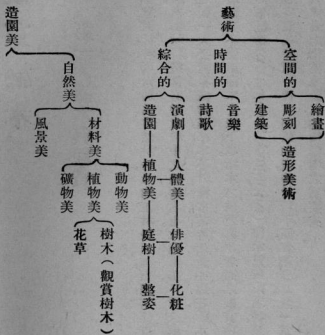 藝術
空間的
繪畫
彫刻
建築
造形美術
時間的
音樂
詩歌
綜合的
演劇—人體美—俳優—化粧
造園—植物美—庭樹—整姿
造園美
自然美
材料美
動物美
植物美
樹木(觀賞樹木)
花草
礦物美
風景美